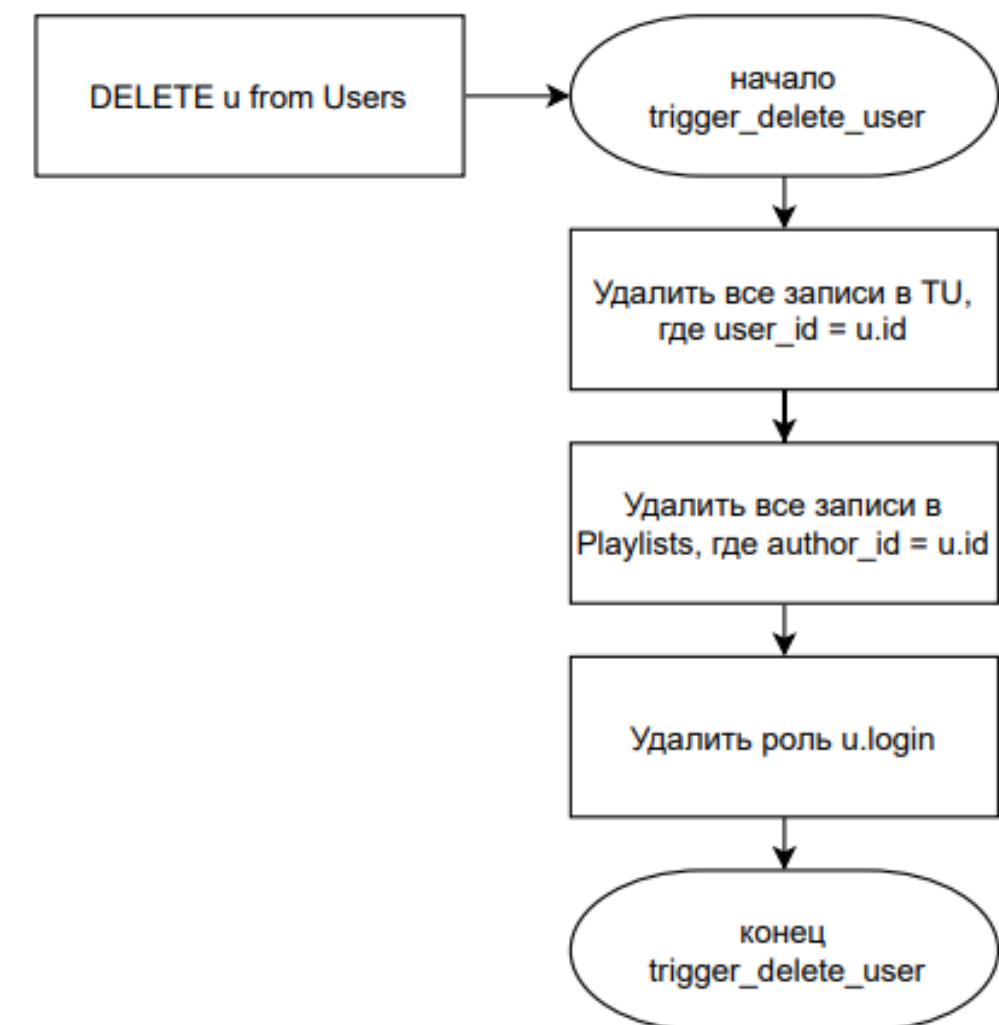 DELETE u from Users
начало
trigger_delete_user
Удалить все записи в TU,
где user_id = u.id
Удалить все записи в
Playlists, где author_id = u.id
Удалить роль u.login
конец
trigger_delete_user